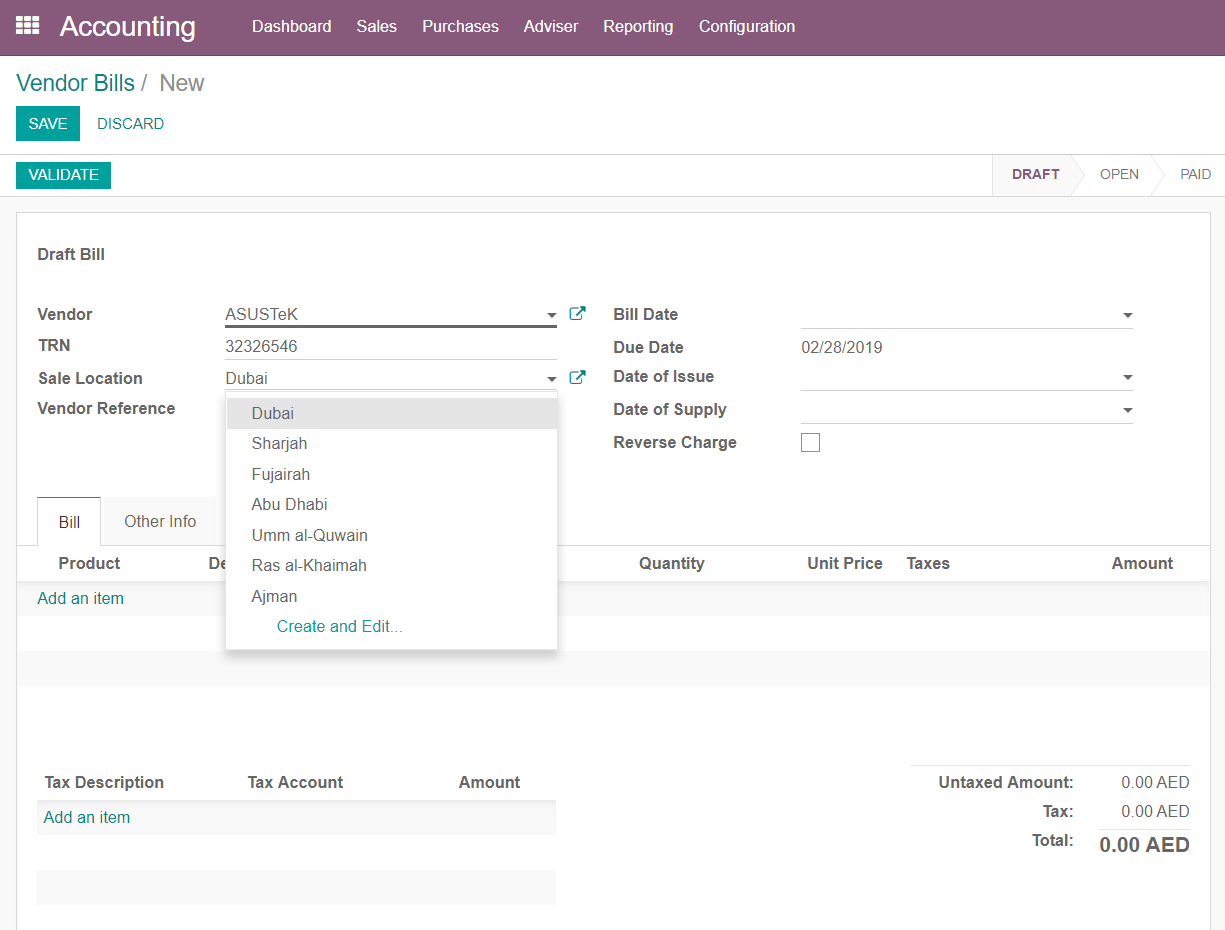 Accounting Dashboard Sales Purchases Adviser Reporting Configuration
Vendor Bills / New
SAVE DISCARD
VALIDATE DRAFT OPEN PAID
Draft Bill
Vendor ASUSTeK Bill Date
TRN 32326546 Due Date 02/28/2019
Sale Location Dubai Date of Issue
Vendor Reference Date of Supply
Reverse Charge
Dubai
Sharjah
Fujairah
Abu Dhabi
Umm al-Quwain
Ras al-Khaimah
Ajman
Create and Edit...
Bill Other Info
Product De Quantity Unit Price Taxes Amount
Add an item
Tax Description Tax Account Amount
Add an item
Untaxed Amount: 0.00 AED
Tax: 0.00 AED
Total: 0.00 AED